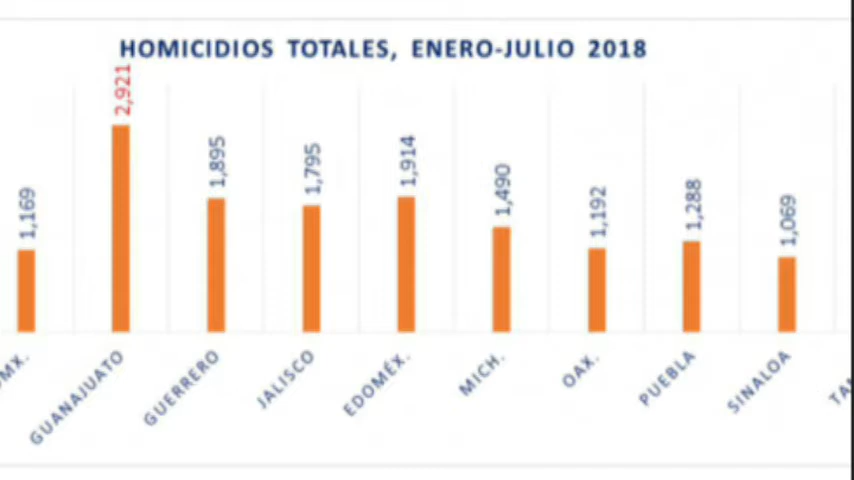 HOMICIDIOS TOTALES, ENERO-JULIO 2018
1,169
2,921
1,895
1,795
1,914
1,490
1,192
1,288
1,069
GUANAJUATO
GUERRERO
JALISCO
EDOMÉX.
MICH.
OAX.
PUEBLA
SINALOA